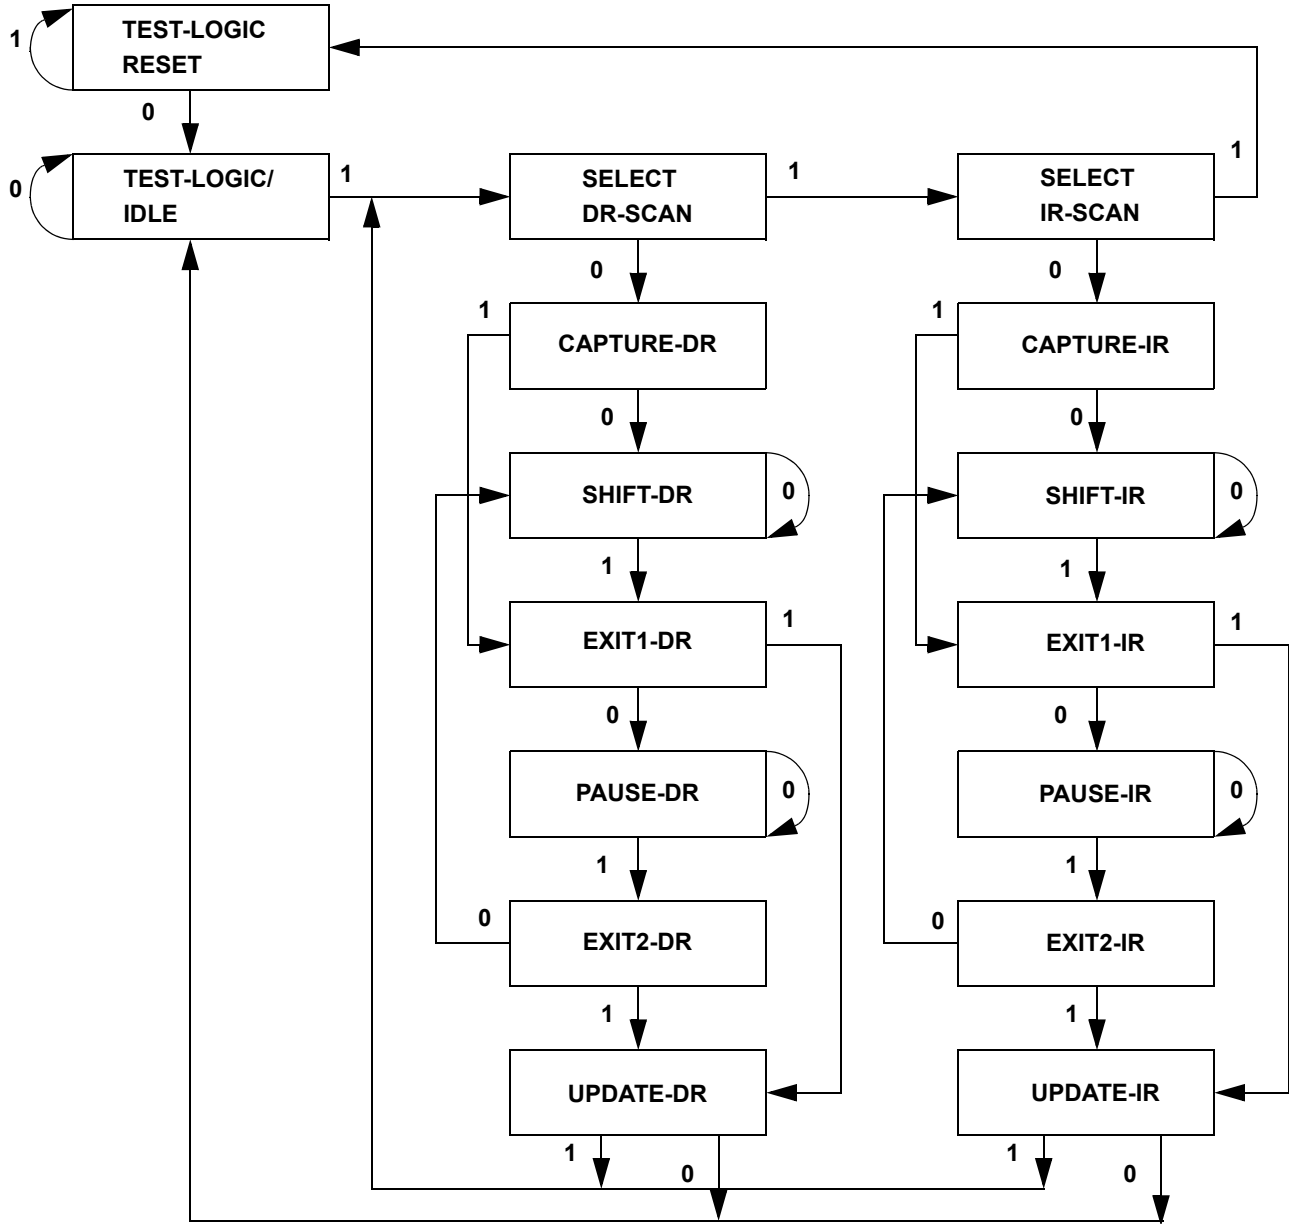 TEST-LOGIC
RESET
1
0
TEST-LOGIC/
IDLE
0
1
SELECT
DR-SCAN
1
SELECT
IR-SCAN
1
0
0
1
CAPTURE-DR
1
CAPTURE-IR
0
0
SHIFT-DR
0
SHIFT-IR
0
1
1
EXIT1-DR
1
EXIT1-IR
1
0
0
PAUSE-DR
0
PAUSE-IR
0
1
1
0
EXIT2-DR
0
EXIT2-IR
1
1
UPDATE-DR
UPDATE-IR
1
0
1
0